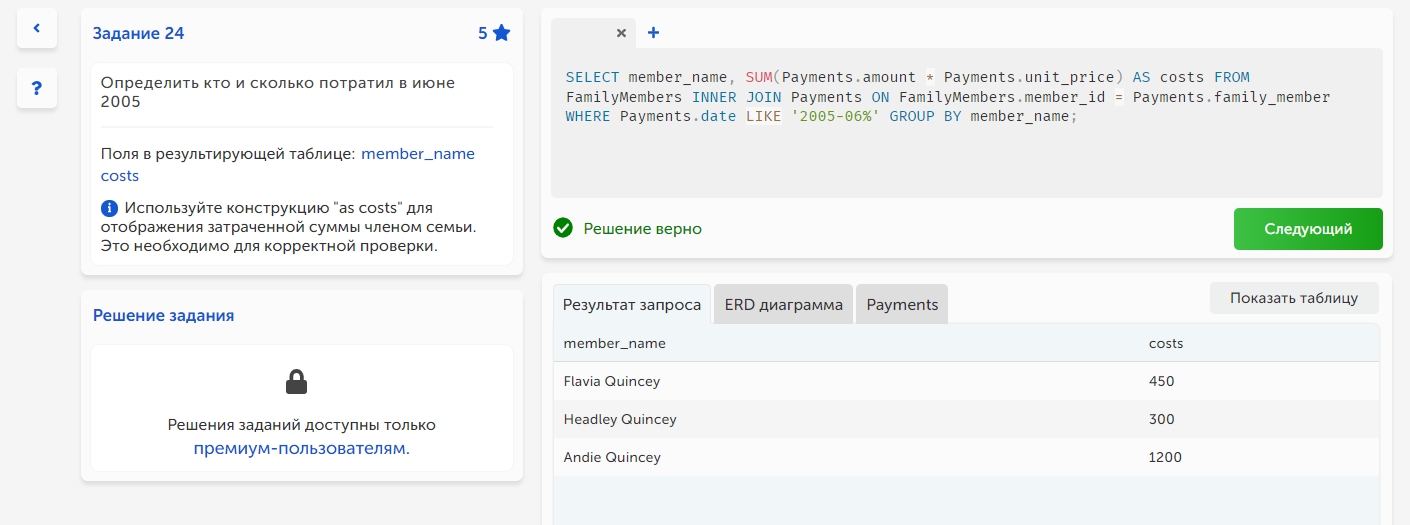 Задание 24
5
Определить кто и сколько потратил в июне
2005
Поля в результирующей таблице: member_name
costs
Используйте конструкцию "as costs" для
отображения затраченной суммы членом семьи.
Это необходимо для корректной проверки.
?
Решение задания
Решения заданий доступны только
премиум-пользователям.
SELECT member_name, SUM(Payments.amount * Payments.unit_price) AS costs FROM
FamilyMembers INNER JOIN Payments ON FamilyMembers.member_id = Payments.family_member
WHERE Payments.date LIKE '2005-06%' GROUP BY member_name;
Решение верно
Следующий
Результат запроса ERD диаграмма Payments
Показать таблицу
member_name costs
Flavia Quincey 450
Headley Quincey 300
Andie Quincey 1200